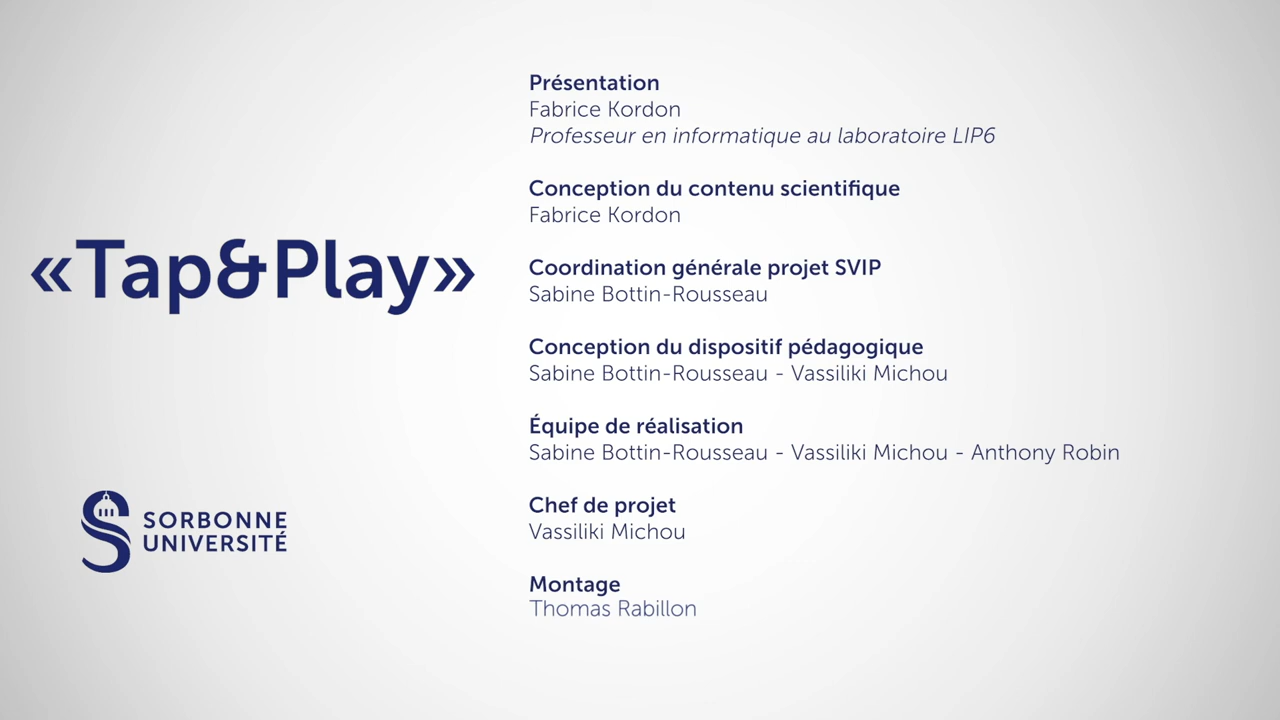 «Tap&Play»
SORBONNE
UNIVERSITÉ
Présentation
Fabrice Kordon
Professeur en informatique au laboratoire LIP6
Conception du contenu scientifique
Fabrice Kordon
Coordination générale projet SVIP
Sabine Bottin-Rousseau
Conception du dispositif pédagogique
Sabine Bottin-Rousseau - Vassiliki Michou
Équipe de réalisation
Sabine Bottin-Rousseau - Vassiliki Michou - Anthony Robin
Chef de projet
Vassiliki Michou
Montage
Thomas Rabillon